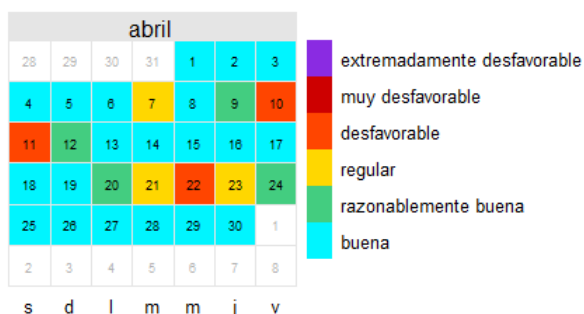 abril
28 29 30 31 1 2 3
4 5 6 7 8 9 10
11 12 13 14 15 16 17
18 19 20 21 22 23 24
25 26 27 28 29 30 1
2 3 4 5 6 7 8
s d l m m j v
extremadamente desfavorable
muy desfavorable
desfavorable
regular
razonablemente buena
buena